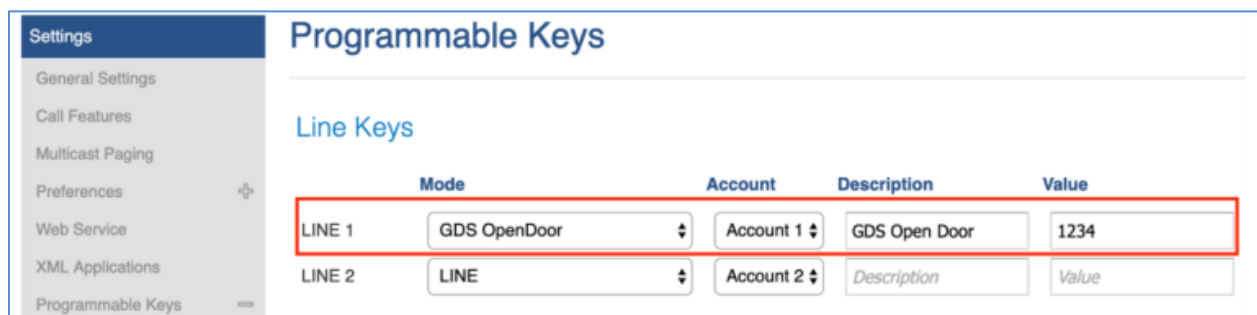 Settings
General Settings
Call Features
Multicast Paging
Preferences
Web Service
XML Applications
Programmable Keys
Programmable Keys
Line Keys
Mode Account Description Value
LINE 1 GDS OpenDoor Account 1 GDS Open Door 1234
LINE 2 LINE Account 2 Description Value